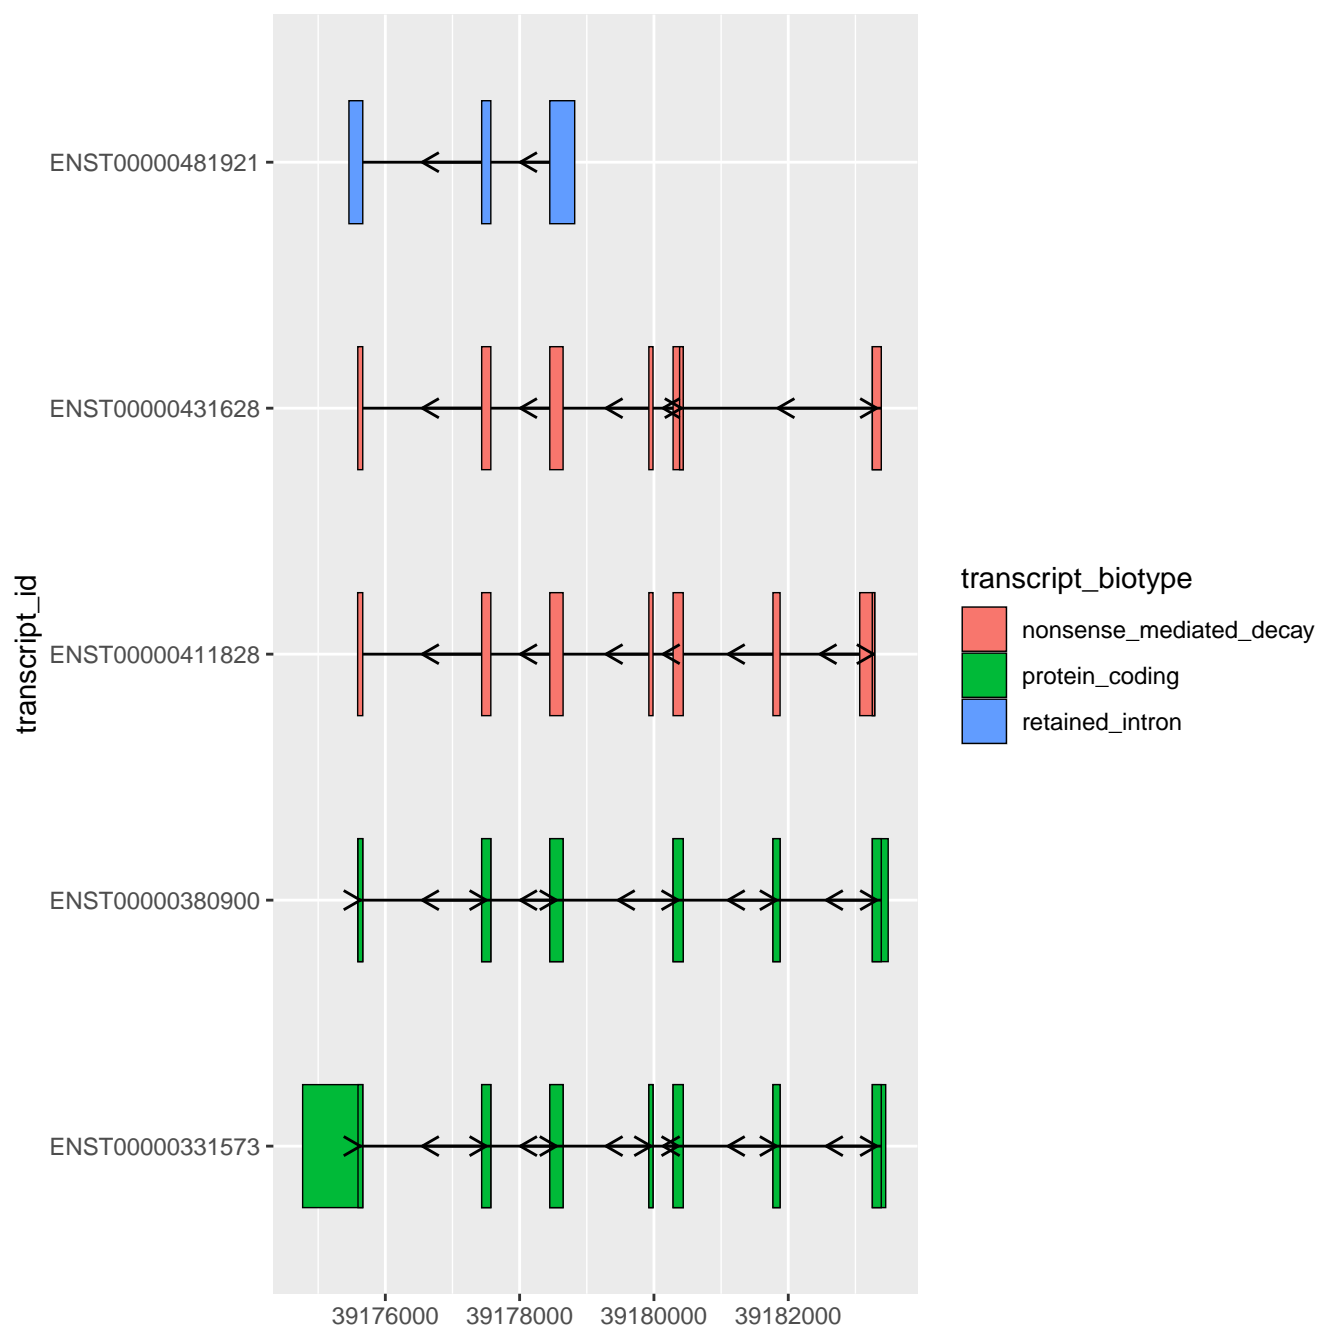 transcript_id
ENST00000481921
ENST00000431628
ENST00000411828
ENST00000380900
ENST00000331573
39176000 39178000 39180000 39182000
transcript_biotype
nonsense_mediated_decay
protein_coding
retained_intron